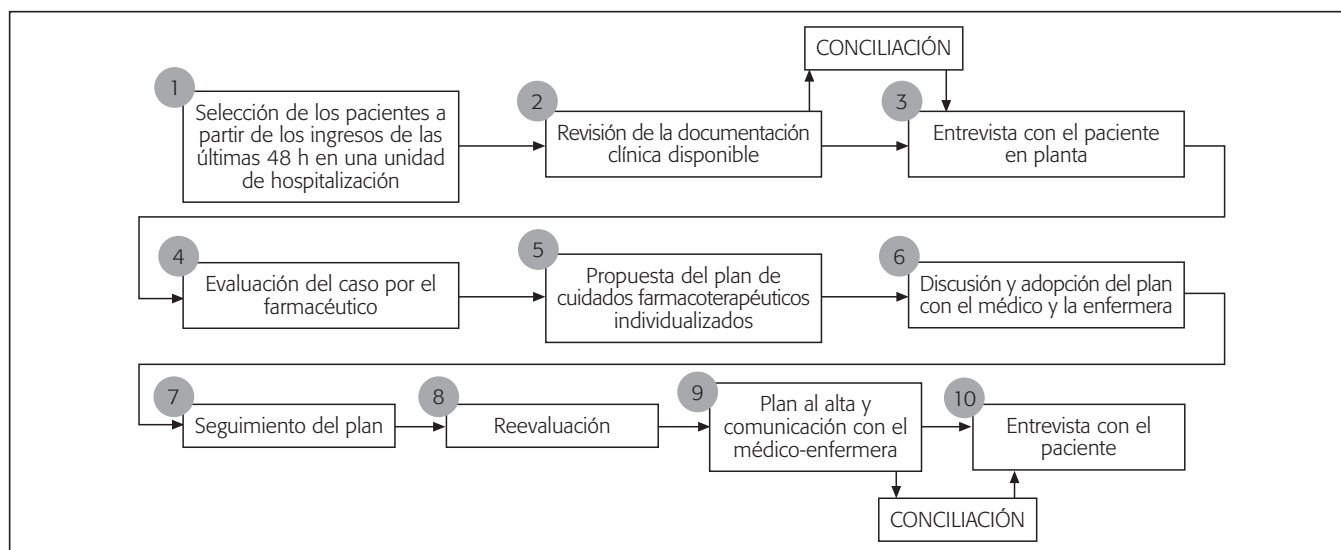 CONCILIACIÓN
1
Selección de los pacientes a
partir de los ingresos de las
últimas 48 h en una unidad
de hospitalización
2
Revisión de la documentación
clínica disponible
3
Entrevista con el paciente
en planta
4
Evaluación del caso por el
farmacéutico
5
Propuesta del plan de
cuidados farmacoterapéuticos
individualizados
6
Discusión y adopción del plan
con el médico y la enfermera
7
Seguimiento del plan
8
Reevaluación
9
Plan al alta y
comunicación con el
médico-enfermera
10
Entrevista con el
paciente
CONCILIACIÓN